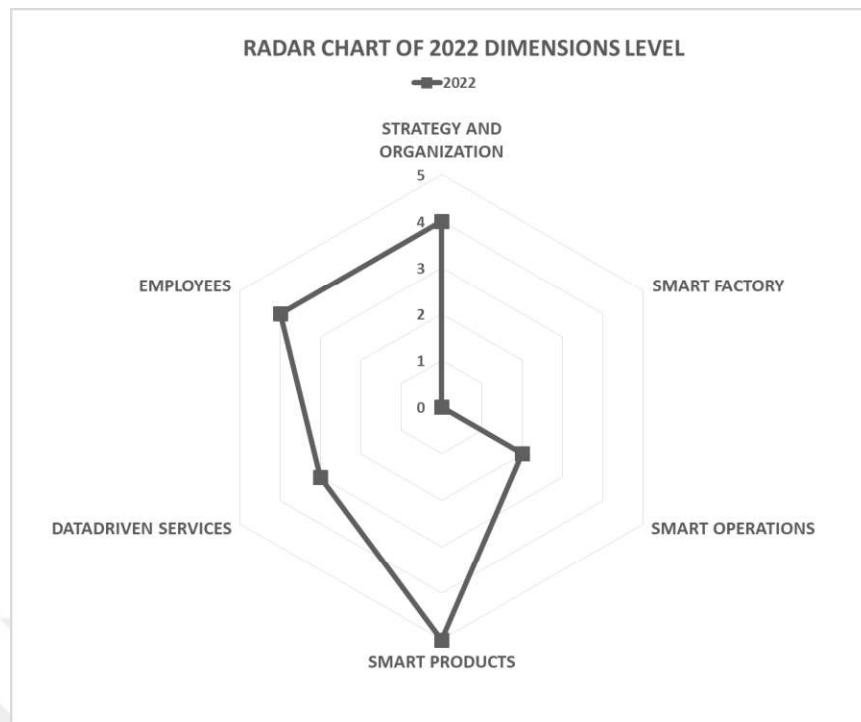 RADAR CHART OF 2022 DIMENSIONS LEVEL
2022
STRATEGY AND
ORGANIZATION
5
4
3
2
1
0
EMPLOYEES
SMART FACTORY
DATADRIVEN SERVICES
SMART OPERATIONS
SMART PRODUCTS